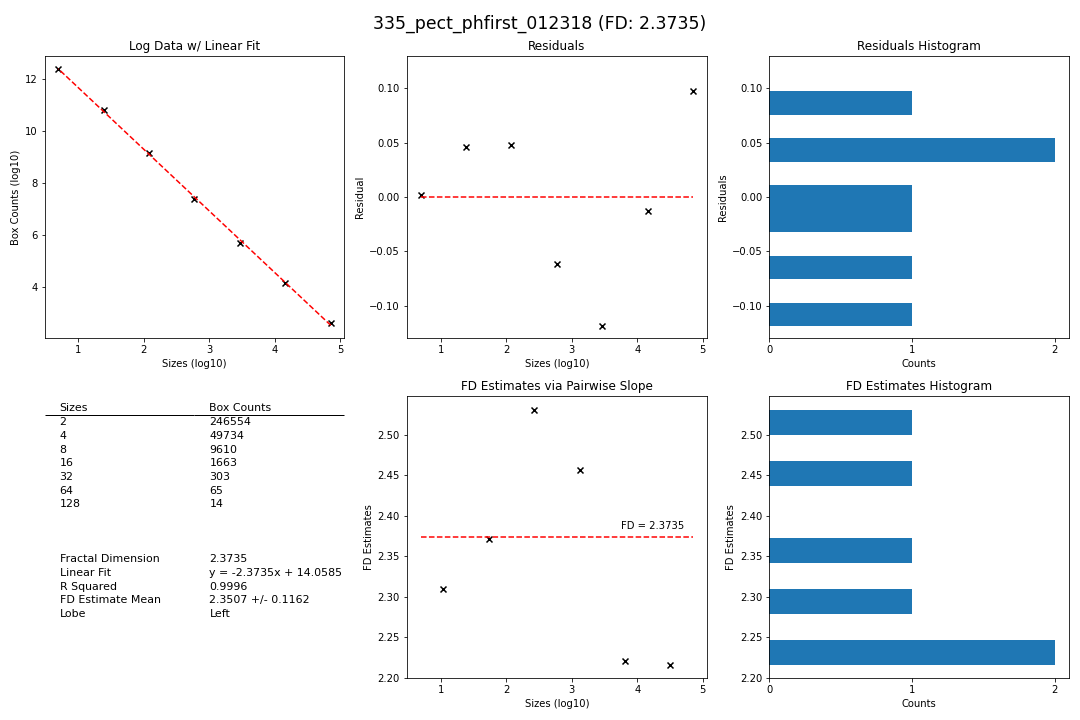 335_pect_phfirst_012318 (FD: 2.3735)
Log Data w/ Linear Fit
Box Counts (log10)
12
10
8
6
4
1 2 3 4 5
Sizes (log10)
Residuals
Residual
0.10
0.05
0.00
−0.05
−0.10
1 2 3 4 5
Sizes (log10)
Residuals Histogram
Residuals
0.10
0.05
0.00
−0.05
−0.10
0 1 2
Counts
Sizes Box Counts
2 246554
4 49734
8 9610
16 1663
32 303
64 65
128 14
Fractal Dimension 2.3735
Linear Fit y = -2.3735x + 14.0585
R Squared 0.9996
FD Estimate Mean 2.3507 +/- 0.1162
Lobe Left
FD Estimates via Pairwise Slope
FD Estimates
2.50
2.45
2.40
2.35
2.30
2.25
2.20
FD = 2.3735
1 2 3 4 5
Sizes (log10)
FD Estimates Histogram
FD Estimates
2.50
2.45
2.40
2.35
2.30
2.25
2.20
0 1 2
Counts